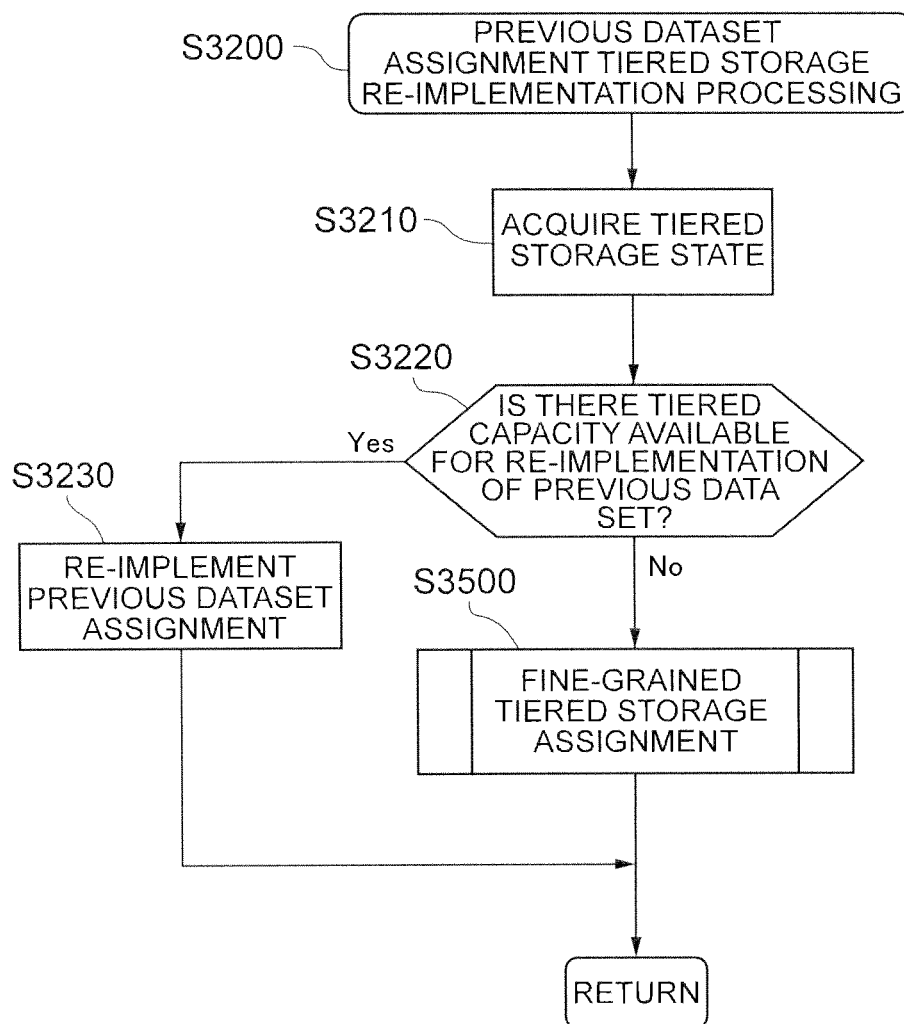 S3200
PREVIOUS DATASET
ASSIGNMENT TIERED STORAGE
RE-IMPLEMENTATION PROCESSING
S3210
ACQUIRE TIERED
STORAGE STATE
S3220
IS THERE TIERED
CAPACITY AVAILABLE
FOR RE-IMPLEMENTATION
OF PREVIOUS DATA
SET?
Yes
S3230
RE-IMPLEMENT
PREVIOUS DATASET
ASSIGNMENT
No
S3500
FINE-GRAINED
TIERED STORAGE
ASSIGNMENT
RETURN